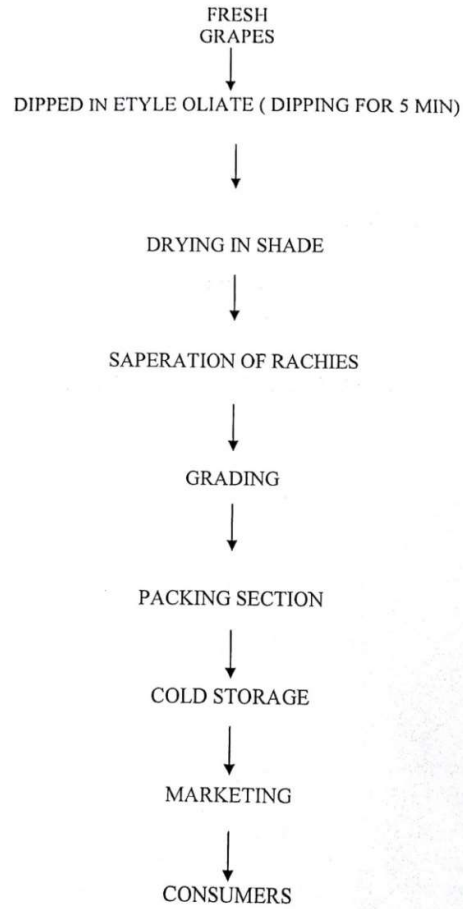 FRESH
GRAPES
DIPPED IN ETYLE OLIATE ( DIPPING FOR 5 MIN)
DRYING IN SHADE
SAPERATION OF RACHIES
GRADING
PACKING SECTION
COLD STORAGE
MARKETING
CONSUMERS